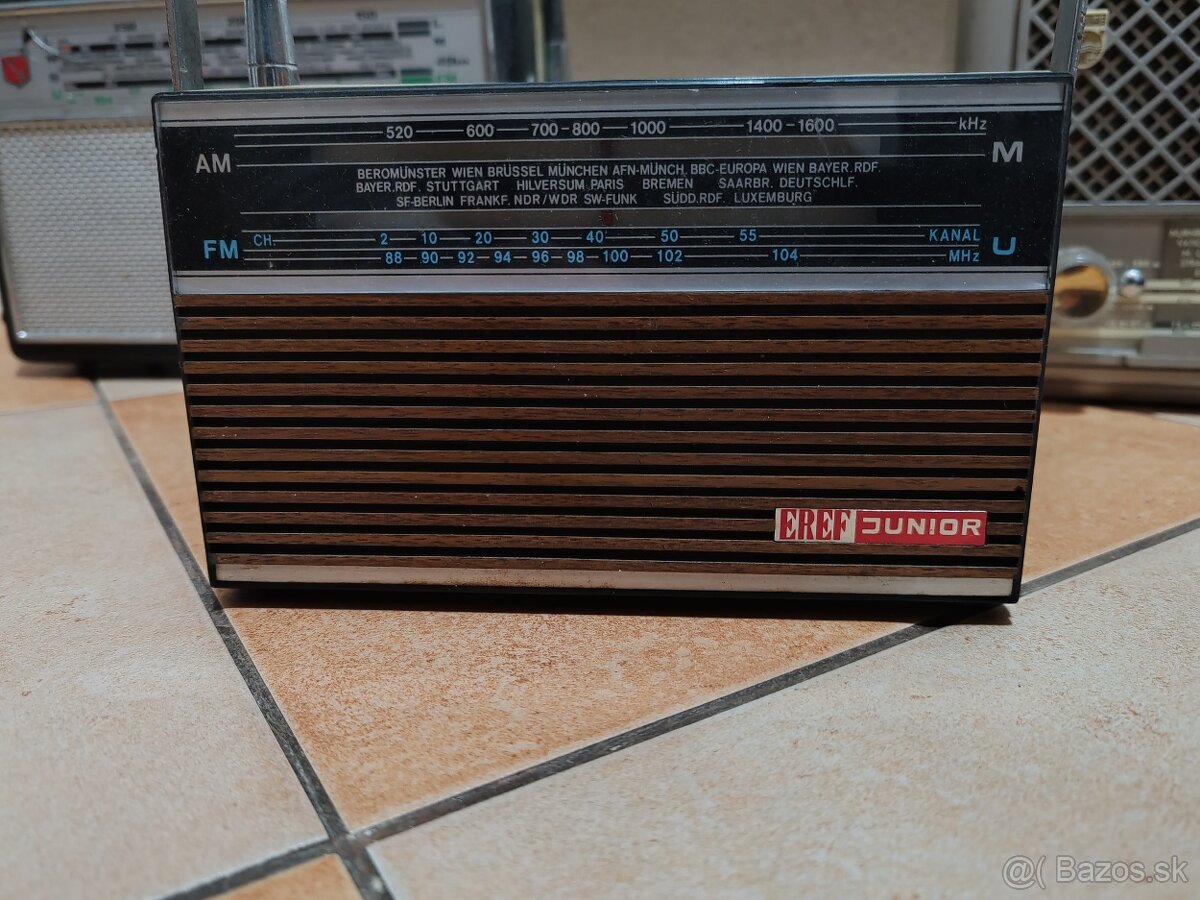 520 600 700 800 1000 1400 1600 kHz
AM M
BEROMÜNSTER WIEN BRÜSSEL MÜNCHEN AFN-MÜNCH. BBC-EUROPA WIEN BAYER.RDF.
BAYER.RDF. STUTTGART HILVERSUM PARIS BREMEN SAARBR. DEUTSCHLF.
SF-BERLIN FRANKF. NDR/WDR SW-FUNK SÜDD.RDF. LUXEMBURG
CH. 2 10 20 30 40 50 55 KANAL
FM U
88 90 92 94 96 98 100 102 104 MHz
EREF JUNIOR
@( Bazos.sk